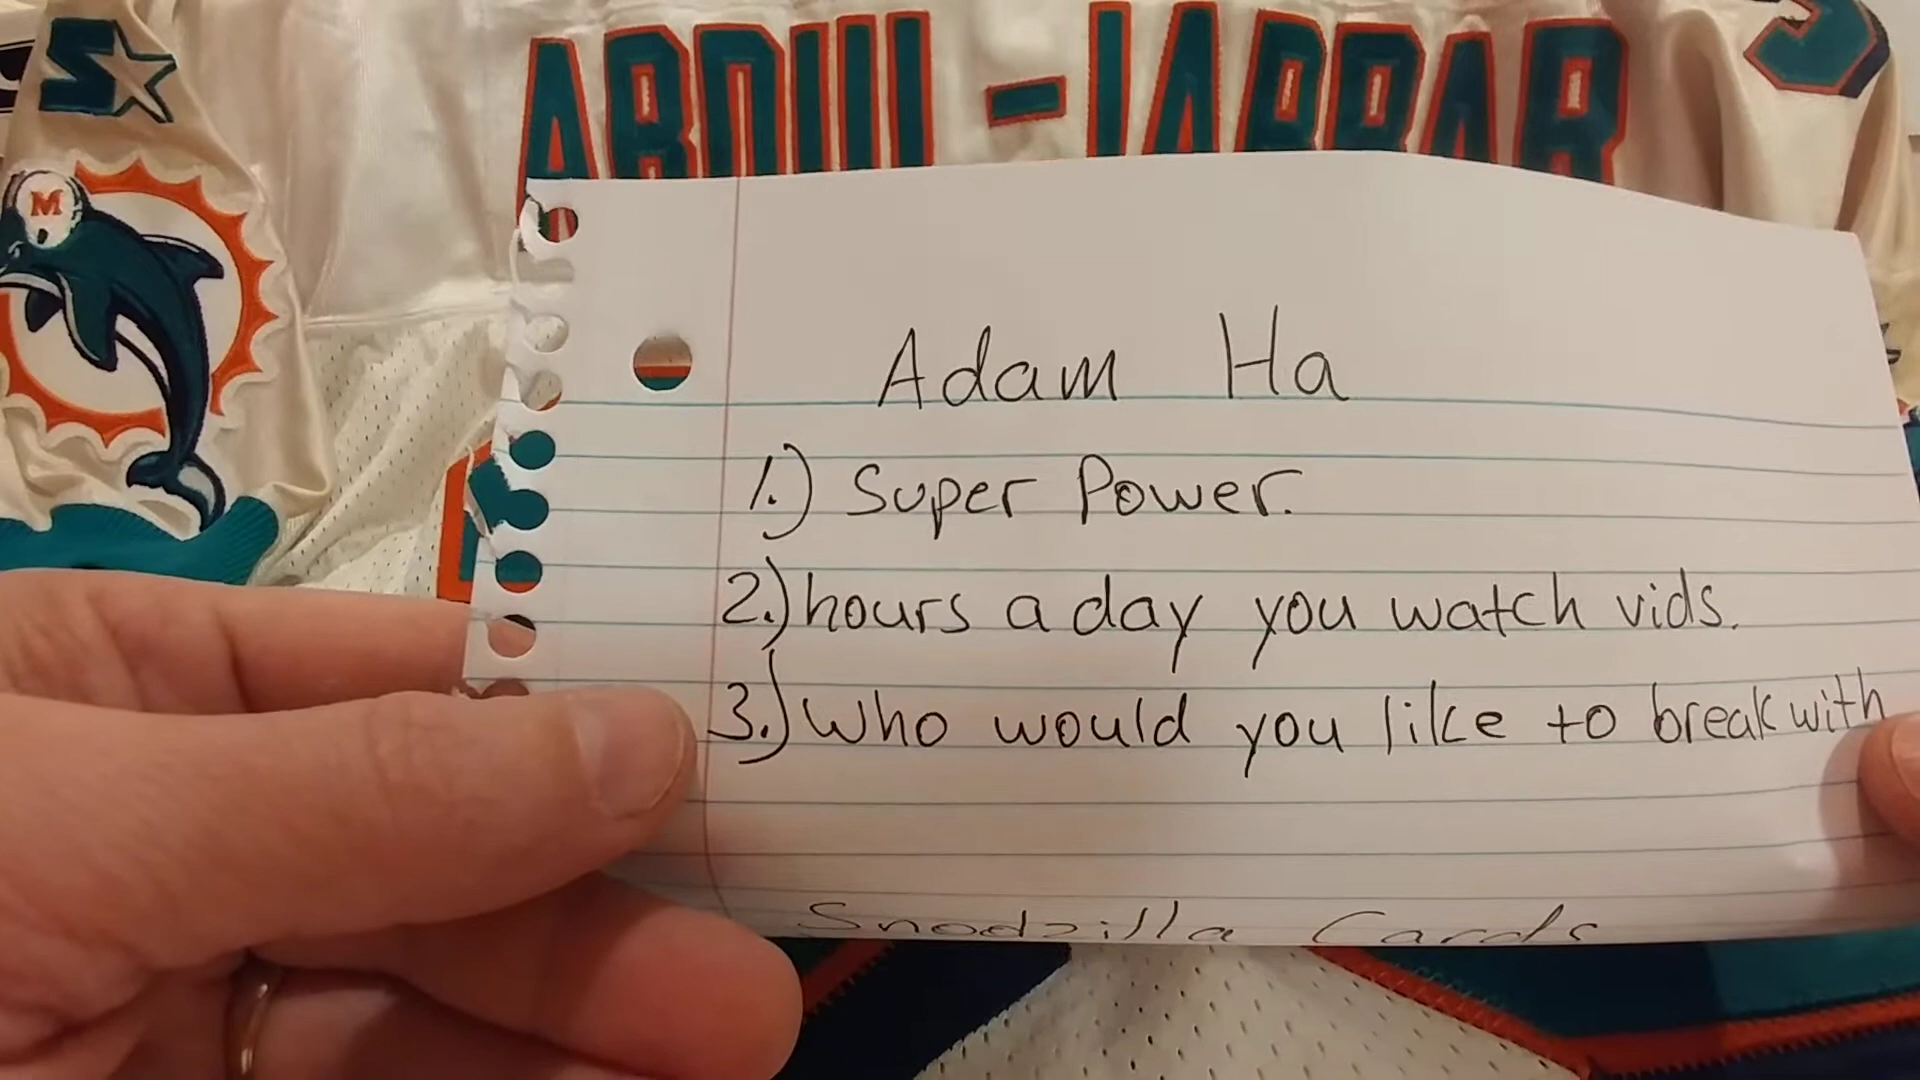 ABDUL-JABBAR
M
Adam Ha
1.) Super Power.
2.) hours a day you watch vids.
3.) Who would you like to break with
Snodzilla Cards